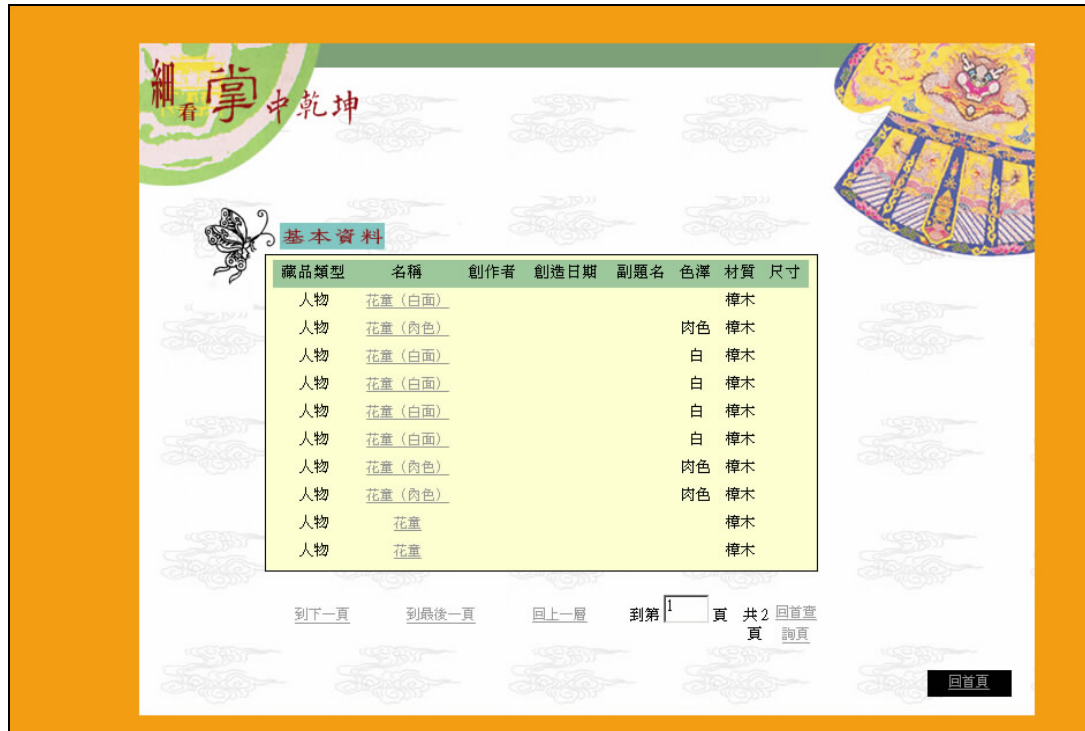 細看掌中乾坤
基本資料
藏品類型 名稱 創作者 創造日期 副題名 色澤 材質 尺寸
人物 花童（白面） 樟木
人物 花童（肉色） 肉色 樟木
人物 花童（白面） 白 樟木
人物 花童（白面） 白 樟木
人物 花童（白面） 白 樟木
人物 花童（白面） 白 樟木
人物 花童（肉色） 肉色 樟木
人物 花童（肉色） 肉色 樟木
人物 花童 樟木
人物 花童 樟木
到下一頁 到最後一頁 回上一層 到第 1 頁 共2頁 回首查詢頁
回首頁